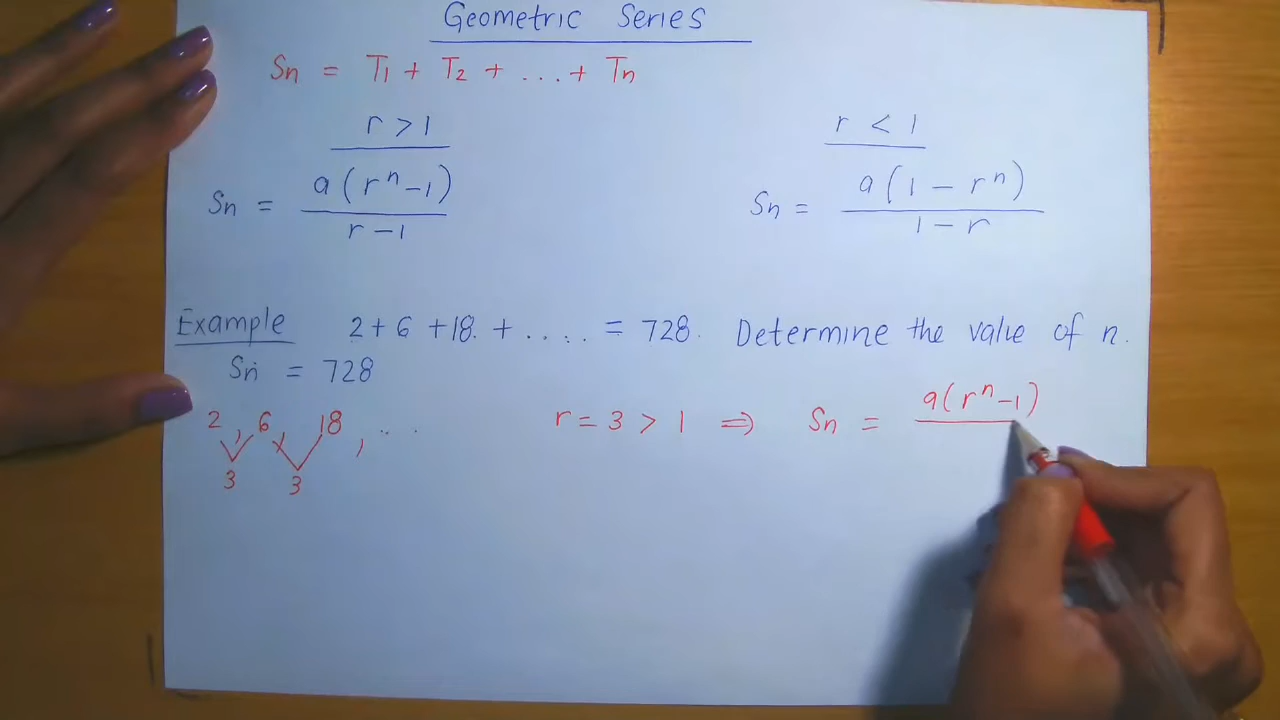 Geometric Series
Sn = T1 + T2 + ... + Tn
r > 1
r < 1
Sn = a(r^n - 1) / r - 1
Sn = a(1 - r^n) / 1 - r
Example 2 + 6 + 18. + .... = 728. Determine the value of n.
Sn = 728
2, 6, 18, ...
r = 3 > 1 ⇒ Sn = a(r^n - 1)
3 3